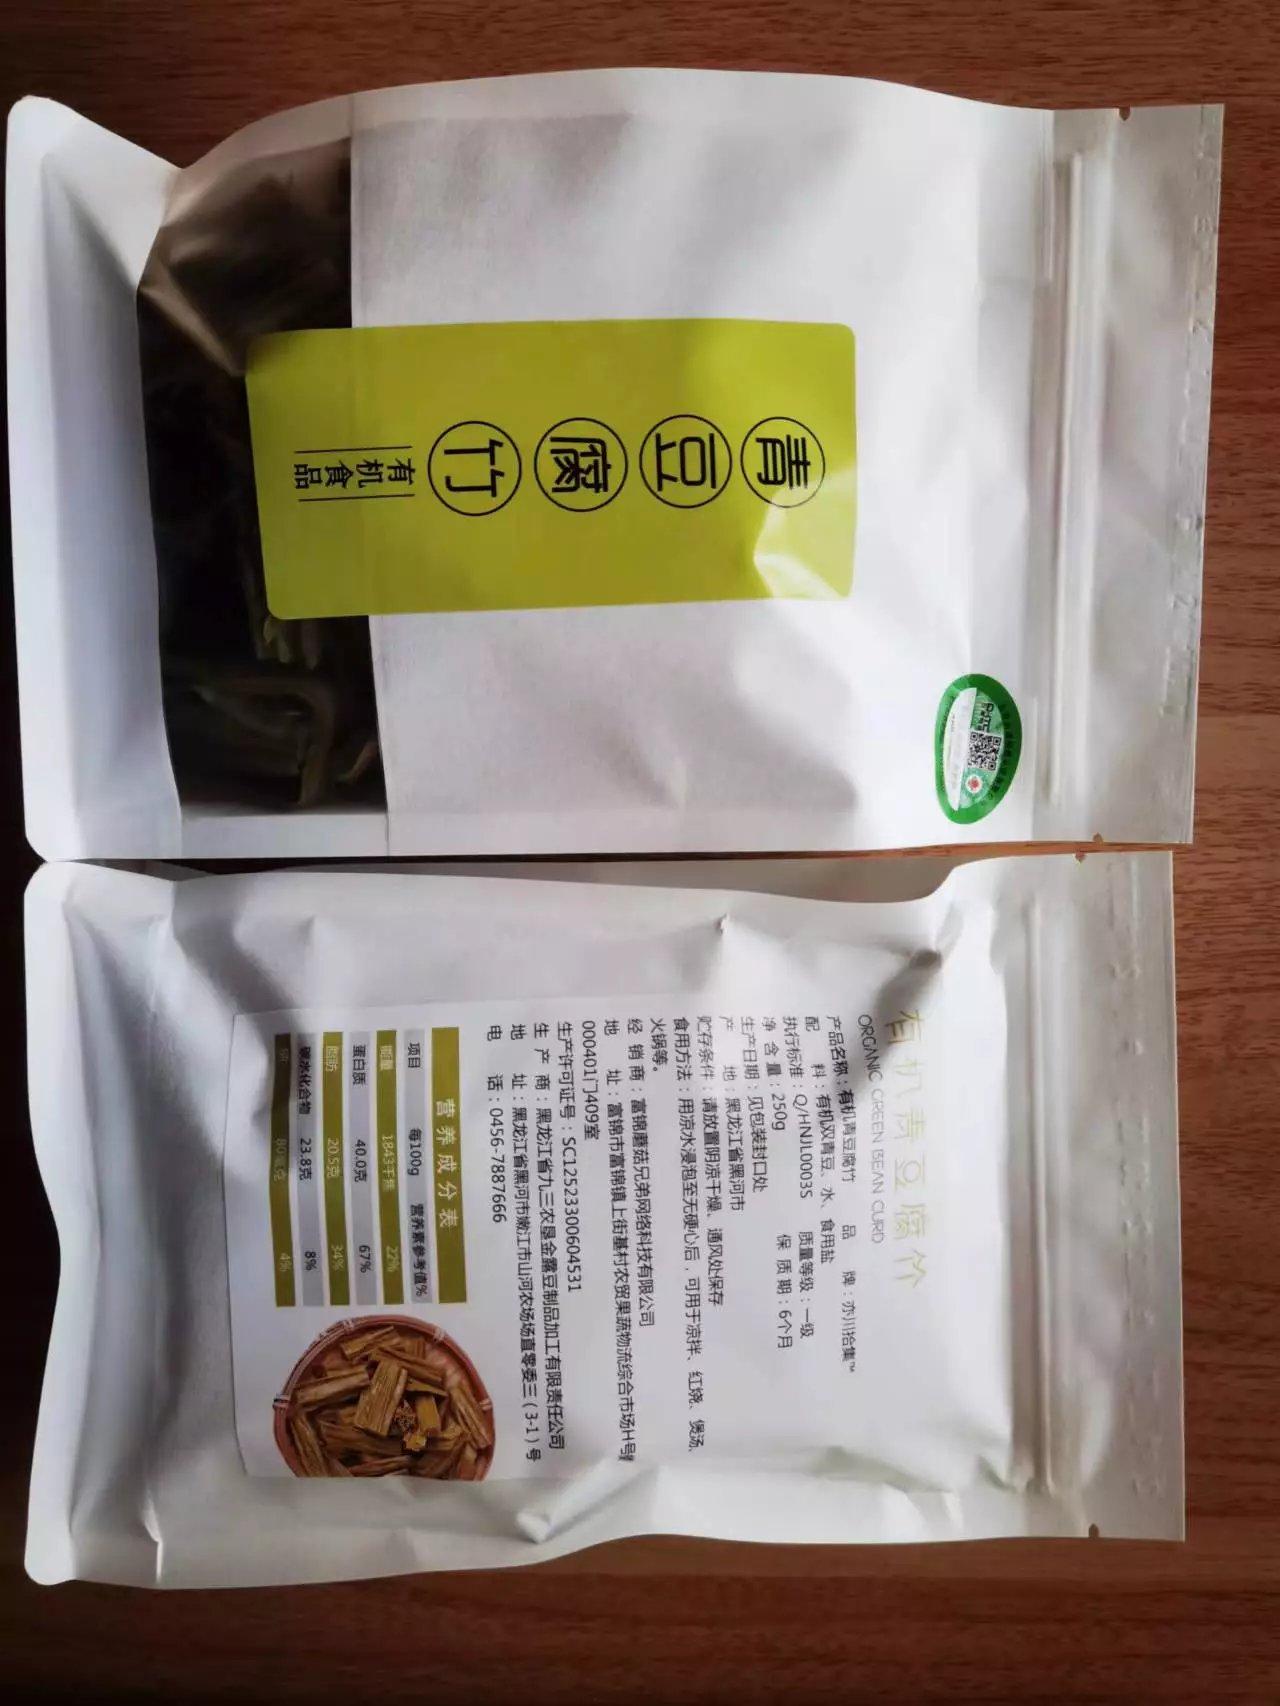 青豆腐竹
有机食品
有机青豆腐竹
ORGANIC GREEN BEAN CURD
产品名称：有机青豆腐竹 品 牌：亦川拾集™
配 料：有机双青豆、水、食用盐
执行标准：Q/HNJL0003S 质量等级：一级
净 含 量：250g 保 质 期：6个月
生产日期：见包装封口处
产 地：黑龙江省黑河市
贮存条件：请放置阴凉干燥、通风处保存
食用方法：用凉水浸泡至无硬心后，可用于凉拌、红烧、煲汤、
火锅等。
经 销 商：富锦蘑菇兄弟网络科技有限公司
地 址：富锦市富锦镇上街基村农贸果蔬物流综合市场H号
000401门409室
生产许可证号：SC12523300604531
生 产 商：黑龙江省九三农垦金露豆制品加工有限责任公司
地 址：黑龙江省黑河市嫩江市山河农场场直零委三（3-1）号
电 话：0456-7887666
营养成分表
项目 每100g 营养素参考值%
能量 1843千焦 22%
蛋白质 40.0克 67%
脂肪 20.5克 34%
碳水化合物 23.8克 8%
钠 80毫克 4%